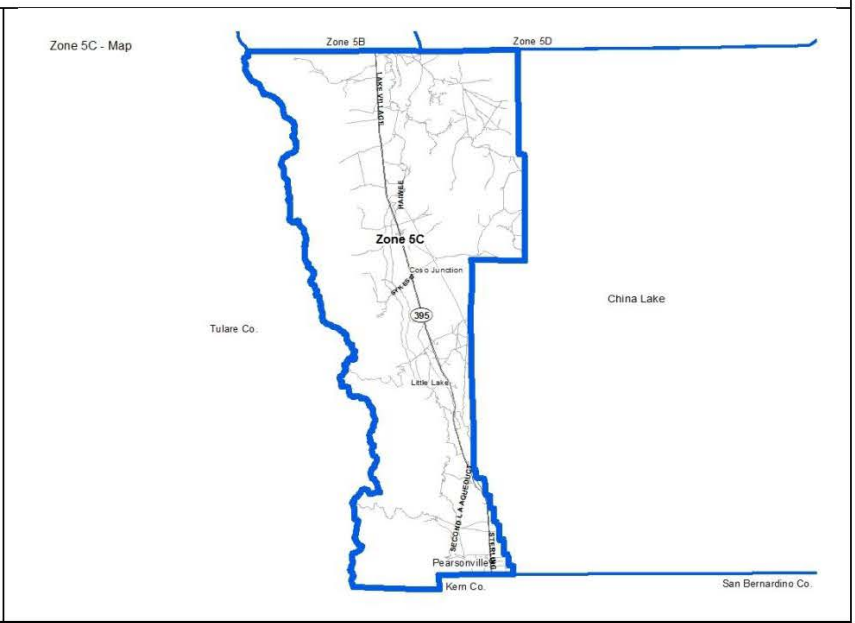 Zone 5C - Map
Zone 5B
Zone 5D
LAKE VILLAGE
HAIWEE
Zone 5C
Coso Junction
SYKES
China Lake
395
Tulare Co.
Little Lake
SECOND LA AQUEDUCT
STERLING
Pearsonville
Kern Co.
San Bernardino Co.